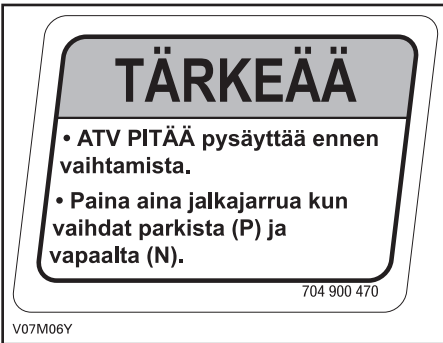 TÄRKEÄÄ
• ATV PITÄÄ pysäyttää ennen
vaihtamista.
• Paina aina jalkajarrua kun
vaihdat parkista (P) ja
vapaalta (N).
704 900 470
V07M06Y